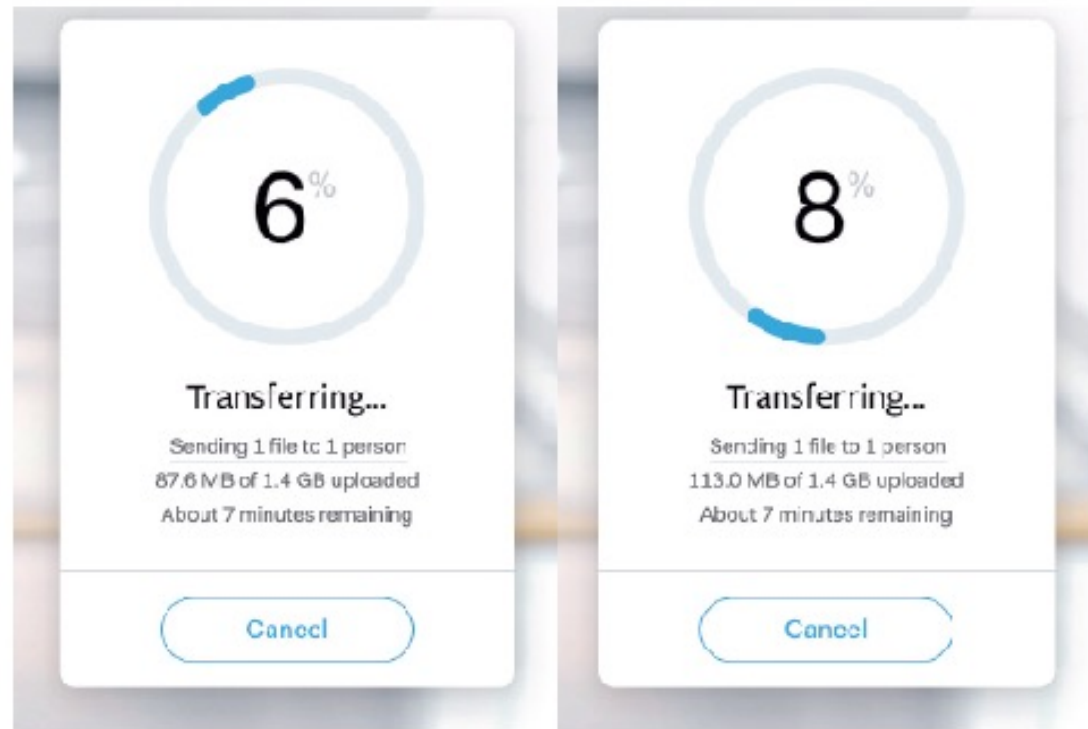 6%
Transferring...
Sending 1 file to 1 person
87.6 MB of 1.4 GB uploaded
About 7 minutes remaining
Cancel
8%
Transferring...
Sending 1 file to 1 person
113.0 MB of 1.4 GB uploaded
About 7 minutes remaining
Cancel